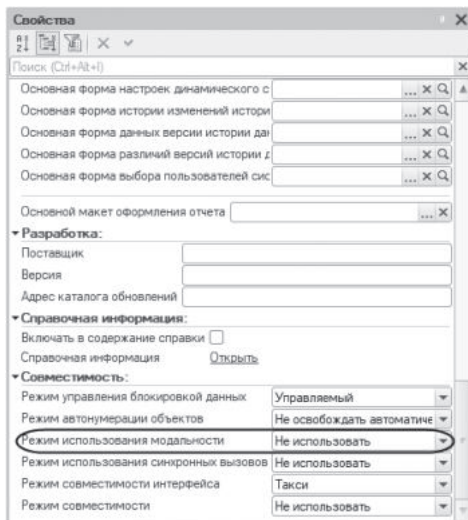 Свойства
Поиск (Ctrl+Alt+I)
Основная форма настроек динамического с
Основная форма истории изменений истори
Основная форма данных версии истории дан
Основная форма различий версий истории д
Основная форма выбора пользователей сис
Основной макет оформления отчета
Разработка:
Поставщик
Версия
Адрес каталога обновлений
Справочная информация:
Включать в содержание справки
Справочная информация Открыть
Совместимость:
Режим управления блокировкой данных Управляемый
Режим автонумерации объектов Не освобождать автоматиче
Режим использования модальности Не использовать
Режим использования синхронных вызовов Не использовать
Режим совместимости интерфейса Такси
Режим совместимости Не использовать